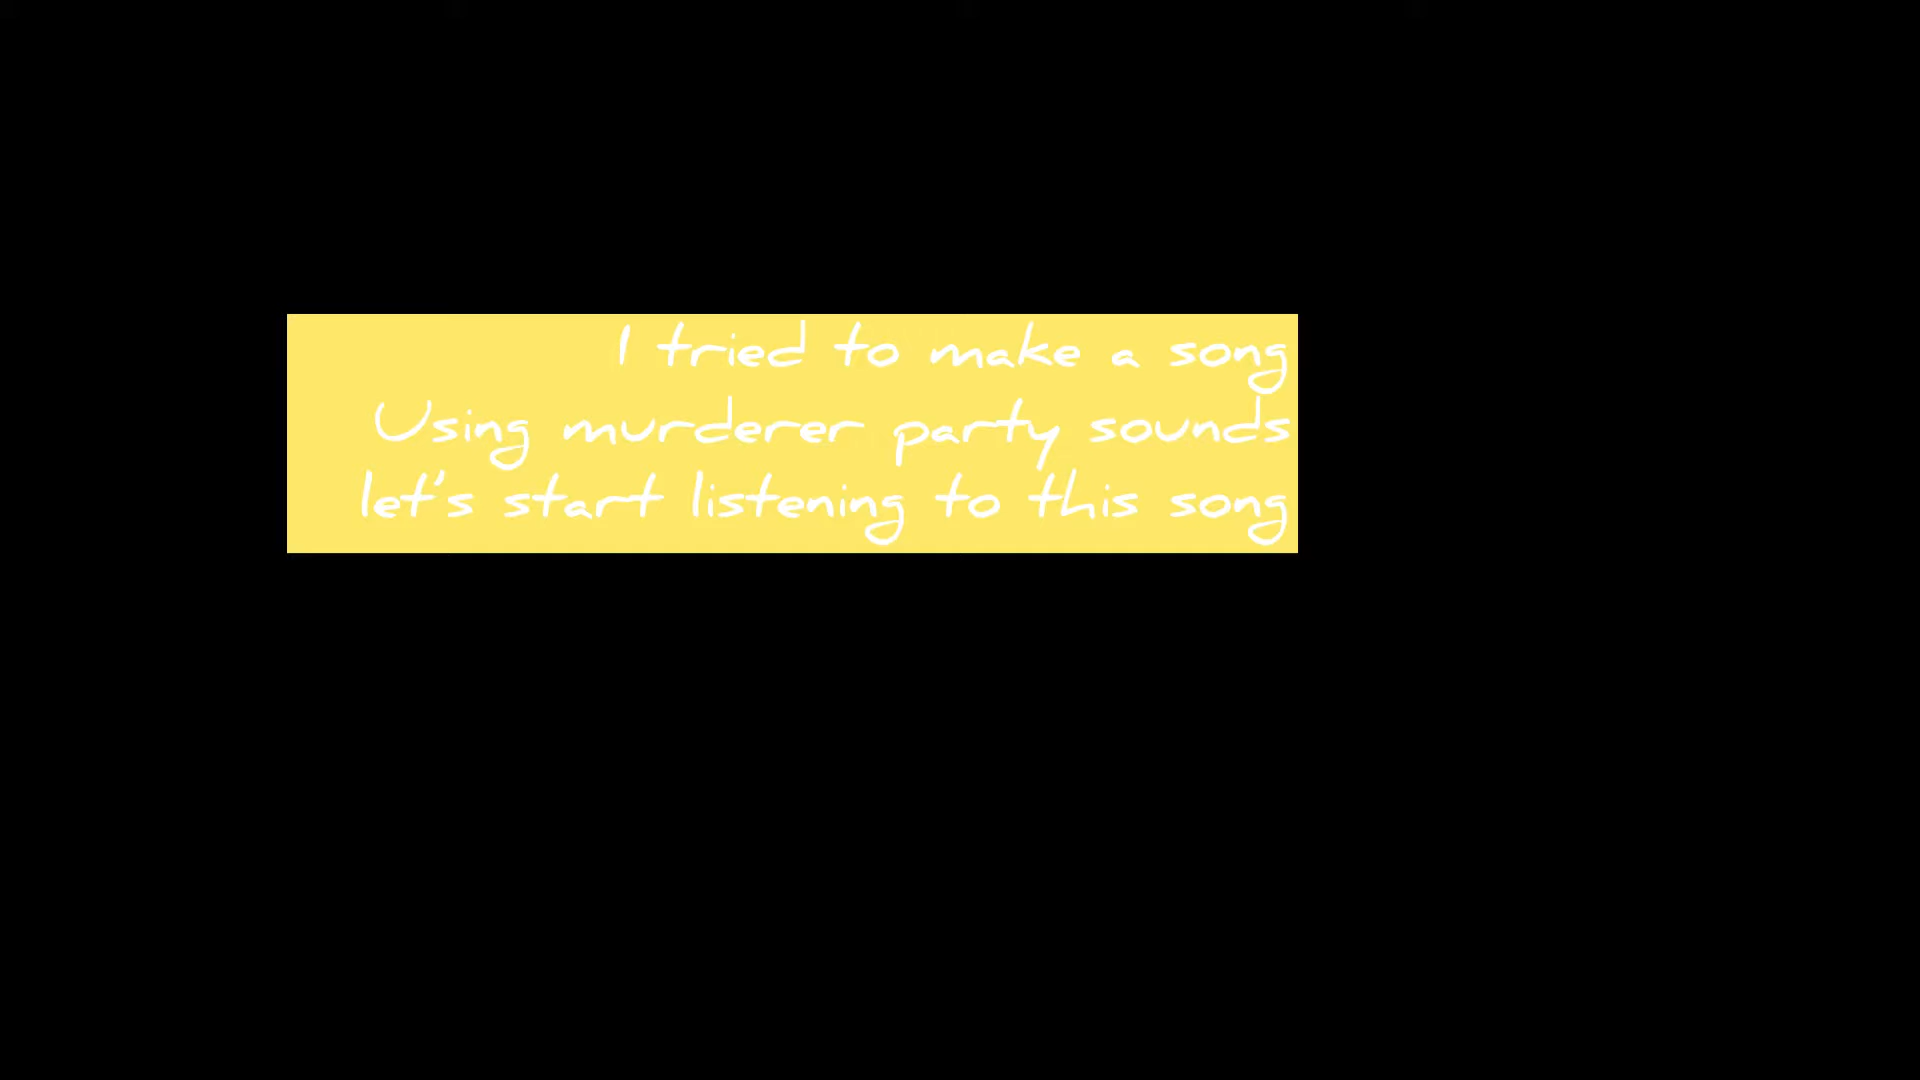 I tried to make a song
Using murderer party sounds
let's start listening to this song